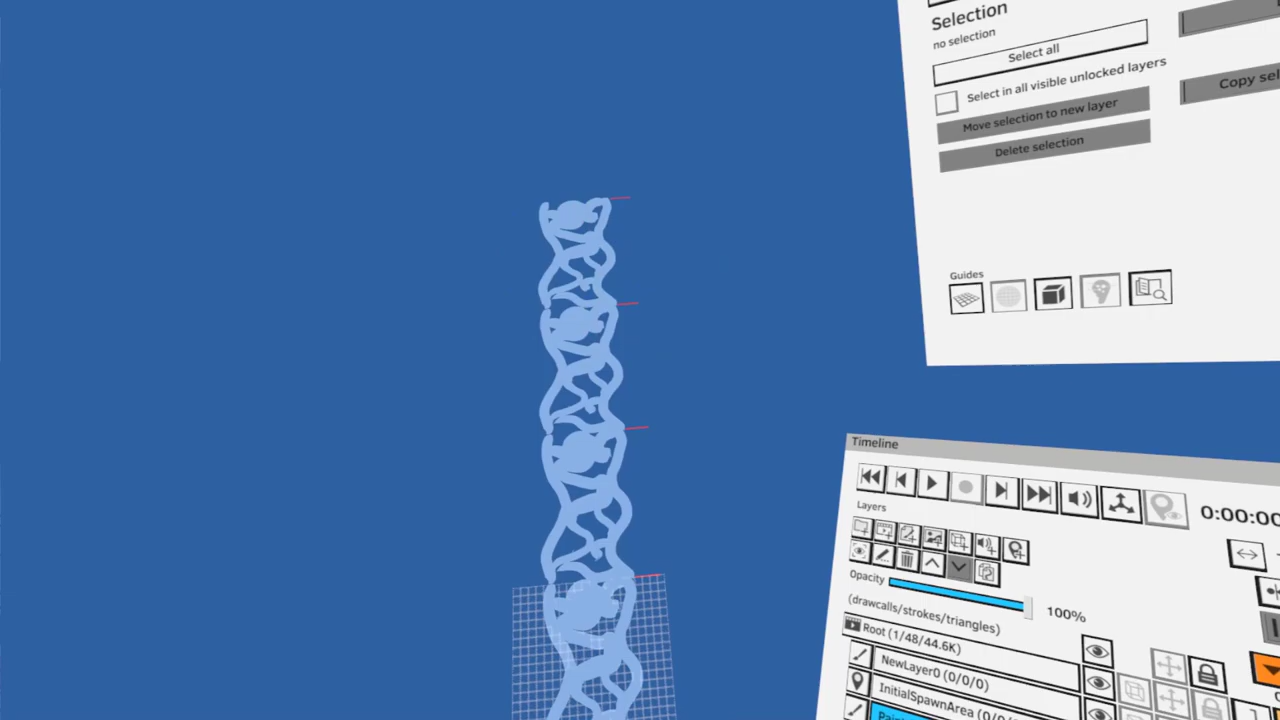 Selection
no selection
Select all
Select in all visible unlocked layers
Copy sel
Move selection to new layer
Delete selection
Guides
Timeline
0:00:00
Layers
Opacity
100%
(drawcalls/strokes/triangles)
Root (1/48/44.6K)
NewLayer0 (0/0/0)
InitialSpawnArea (0/0/0
Pai